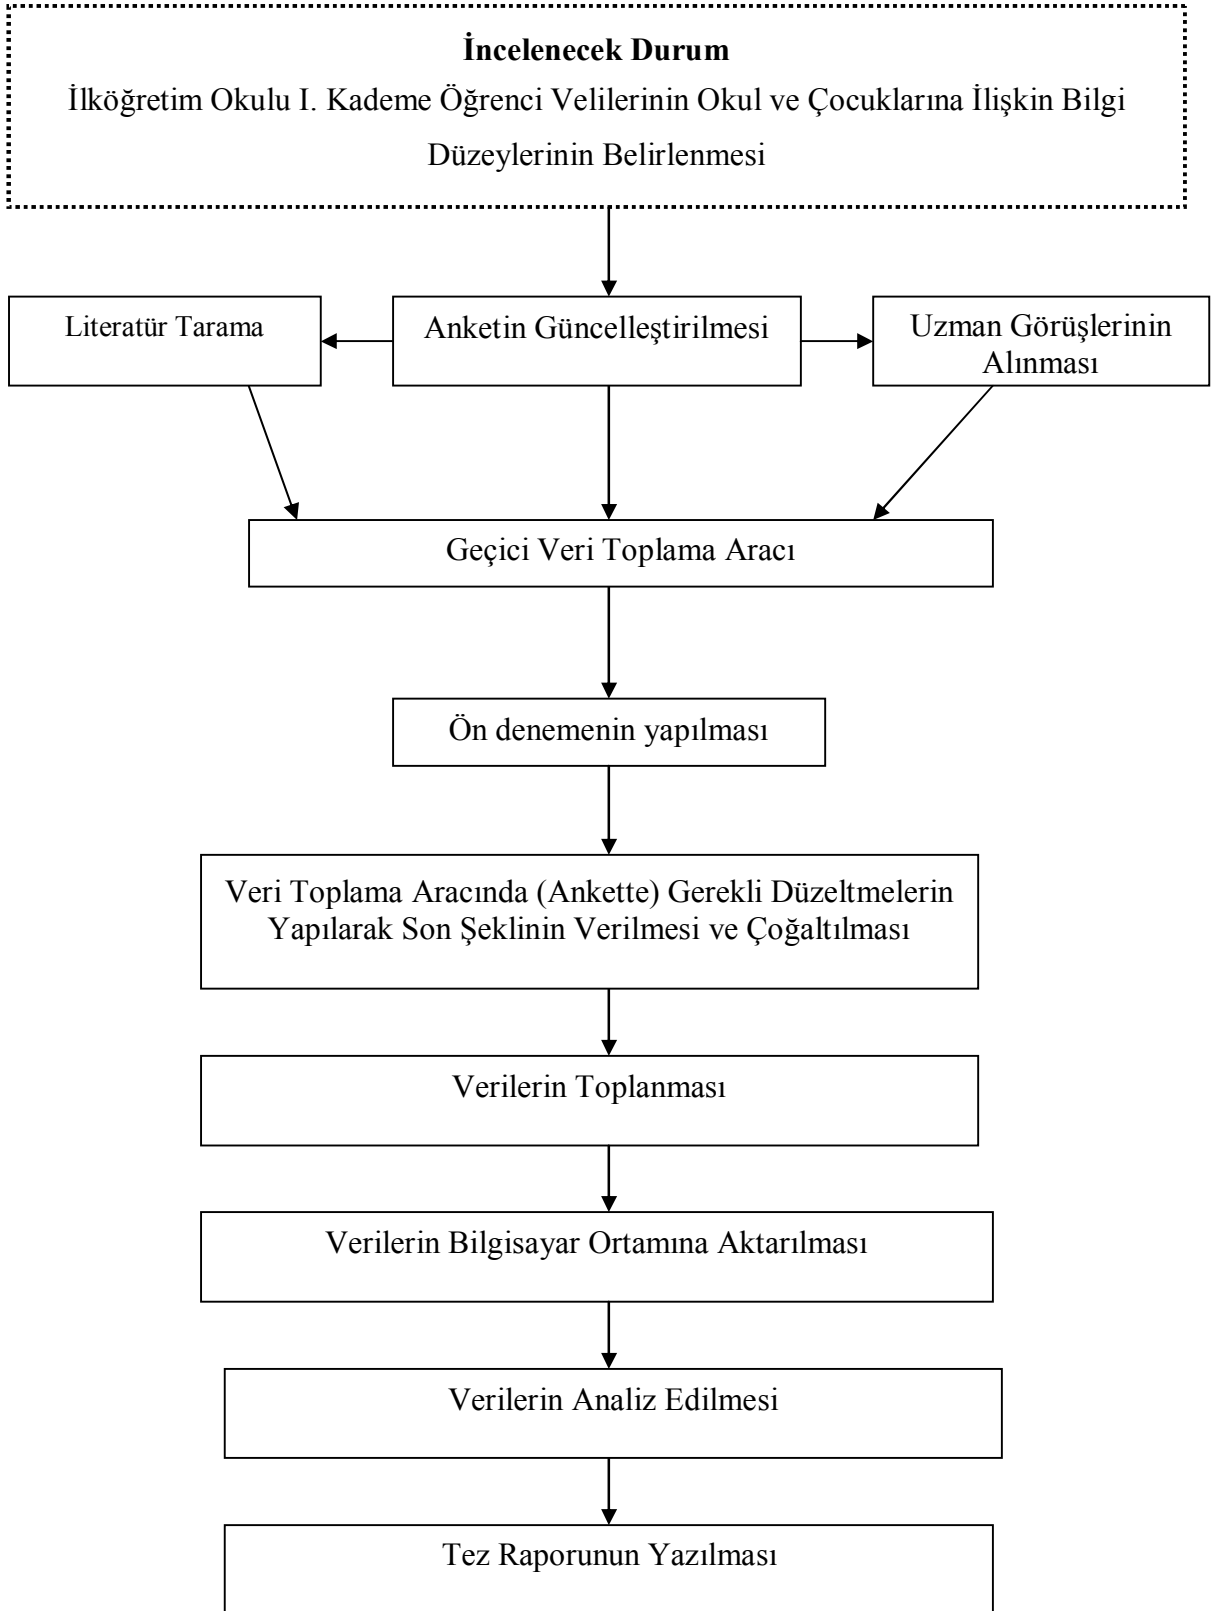 İncelenecek Durum
İlköğretim Okulu I. Kademe Öğrenci Velilerinin Okul ve Çocuklarına İlişkin Bilgi
Düzeylerinin Belirlenmesi
Literatür Tarama
Anketin Güncelleştirilmesi
Uzman Görüşlerinin
Alınması
Geçici Veri Toplama Aracı
Ön denemenin yapılması
Veri Toplama Aracında (Ankette) Gerekli Düzeltmelerin
Yapılarak Son Şeklinin Verilmesi ve Çoğaltılması
Verilerin Toplanması
Verilerin Bilgisayar Ortamına Aktarılması
Verilerin Analiz Edilmesi
Tez Raporunun Yazılması